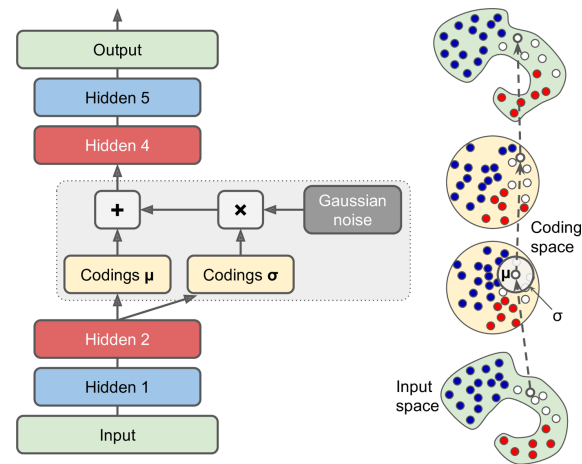 Output
Hidden 5
Hidden 4
+
×
Gaussian
noise
Codings μ
Codings σ
Hidden 2
Hidden 1
Input
Coding
space
μ
σ
Input
space